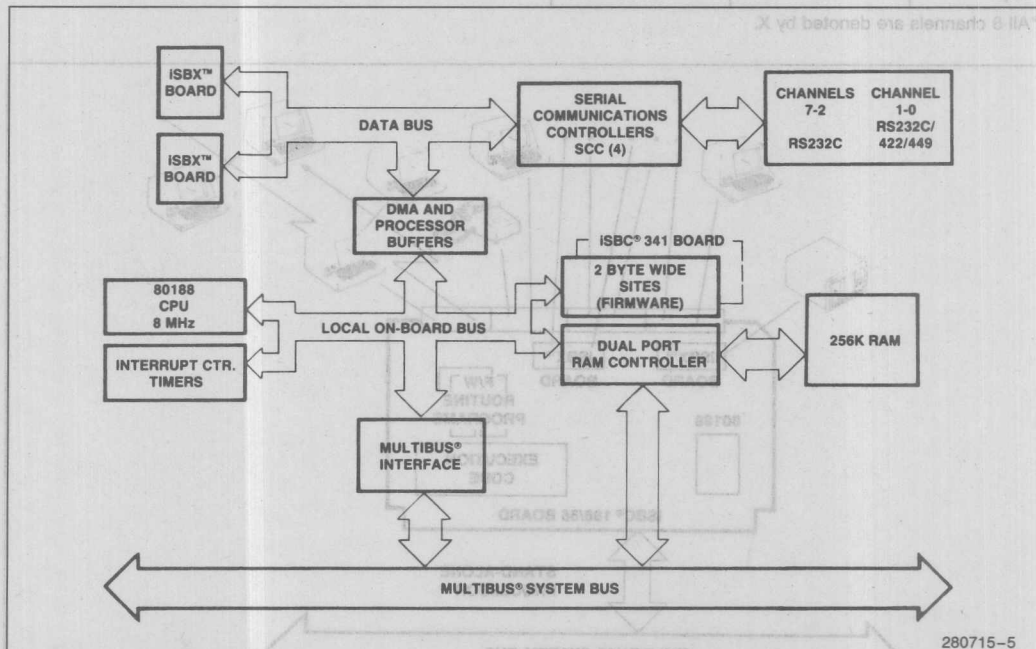 iSBX™
BOARD
iSBX™
BOARD
DATA BUS
SERIAL
COMMUNICATIONS
CONTROLLERS
SCC (4)
CHANNELS
7-2
RS232C
CHANNEL
1-0
RS232C/
422/449
DMA AND
PROCESSOR
BUFFERS
iSBC® 341 BOARD
2 BYTE WIDE
SITES
(FIRMWARE)
80188
CPU
8 MHz
LOCAL ON-BOARD BUS
INTERRUPT CTR.
TIMERS
DUAL PORT
RAM CONTROLLER
256K RAM
MULTIBUS®
INTERFACE
MULTIBUS® SYSTEM BUS
280715–5